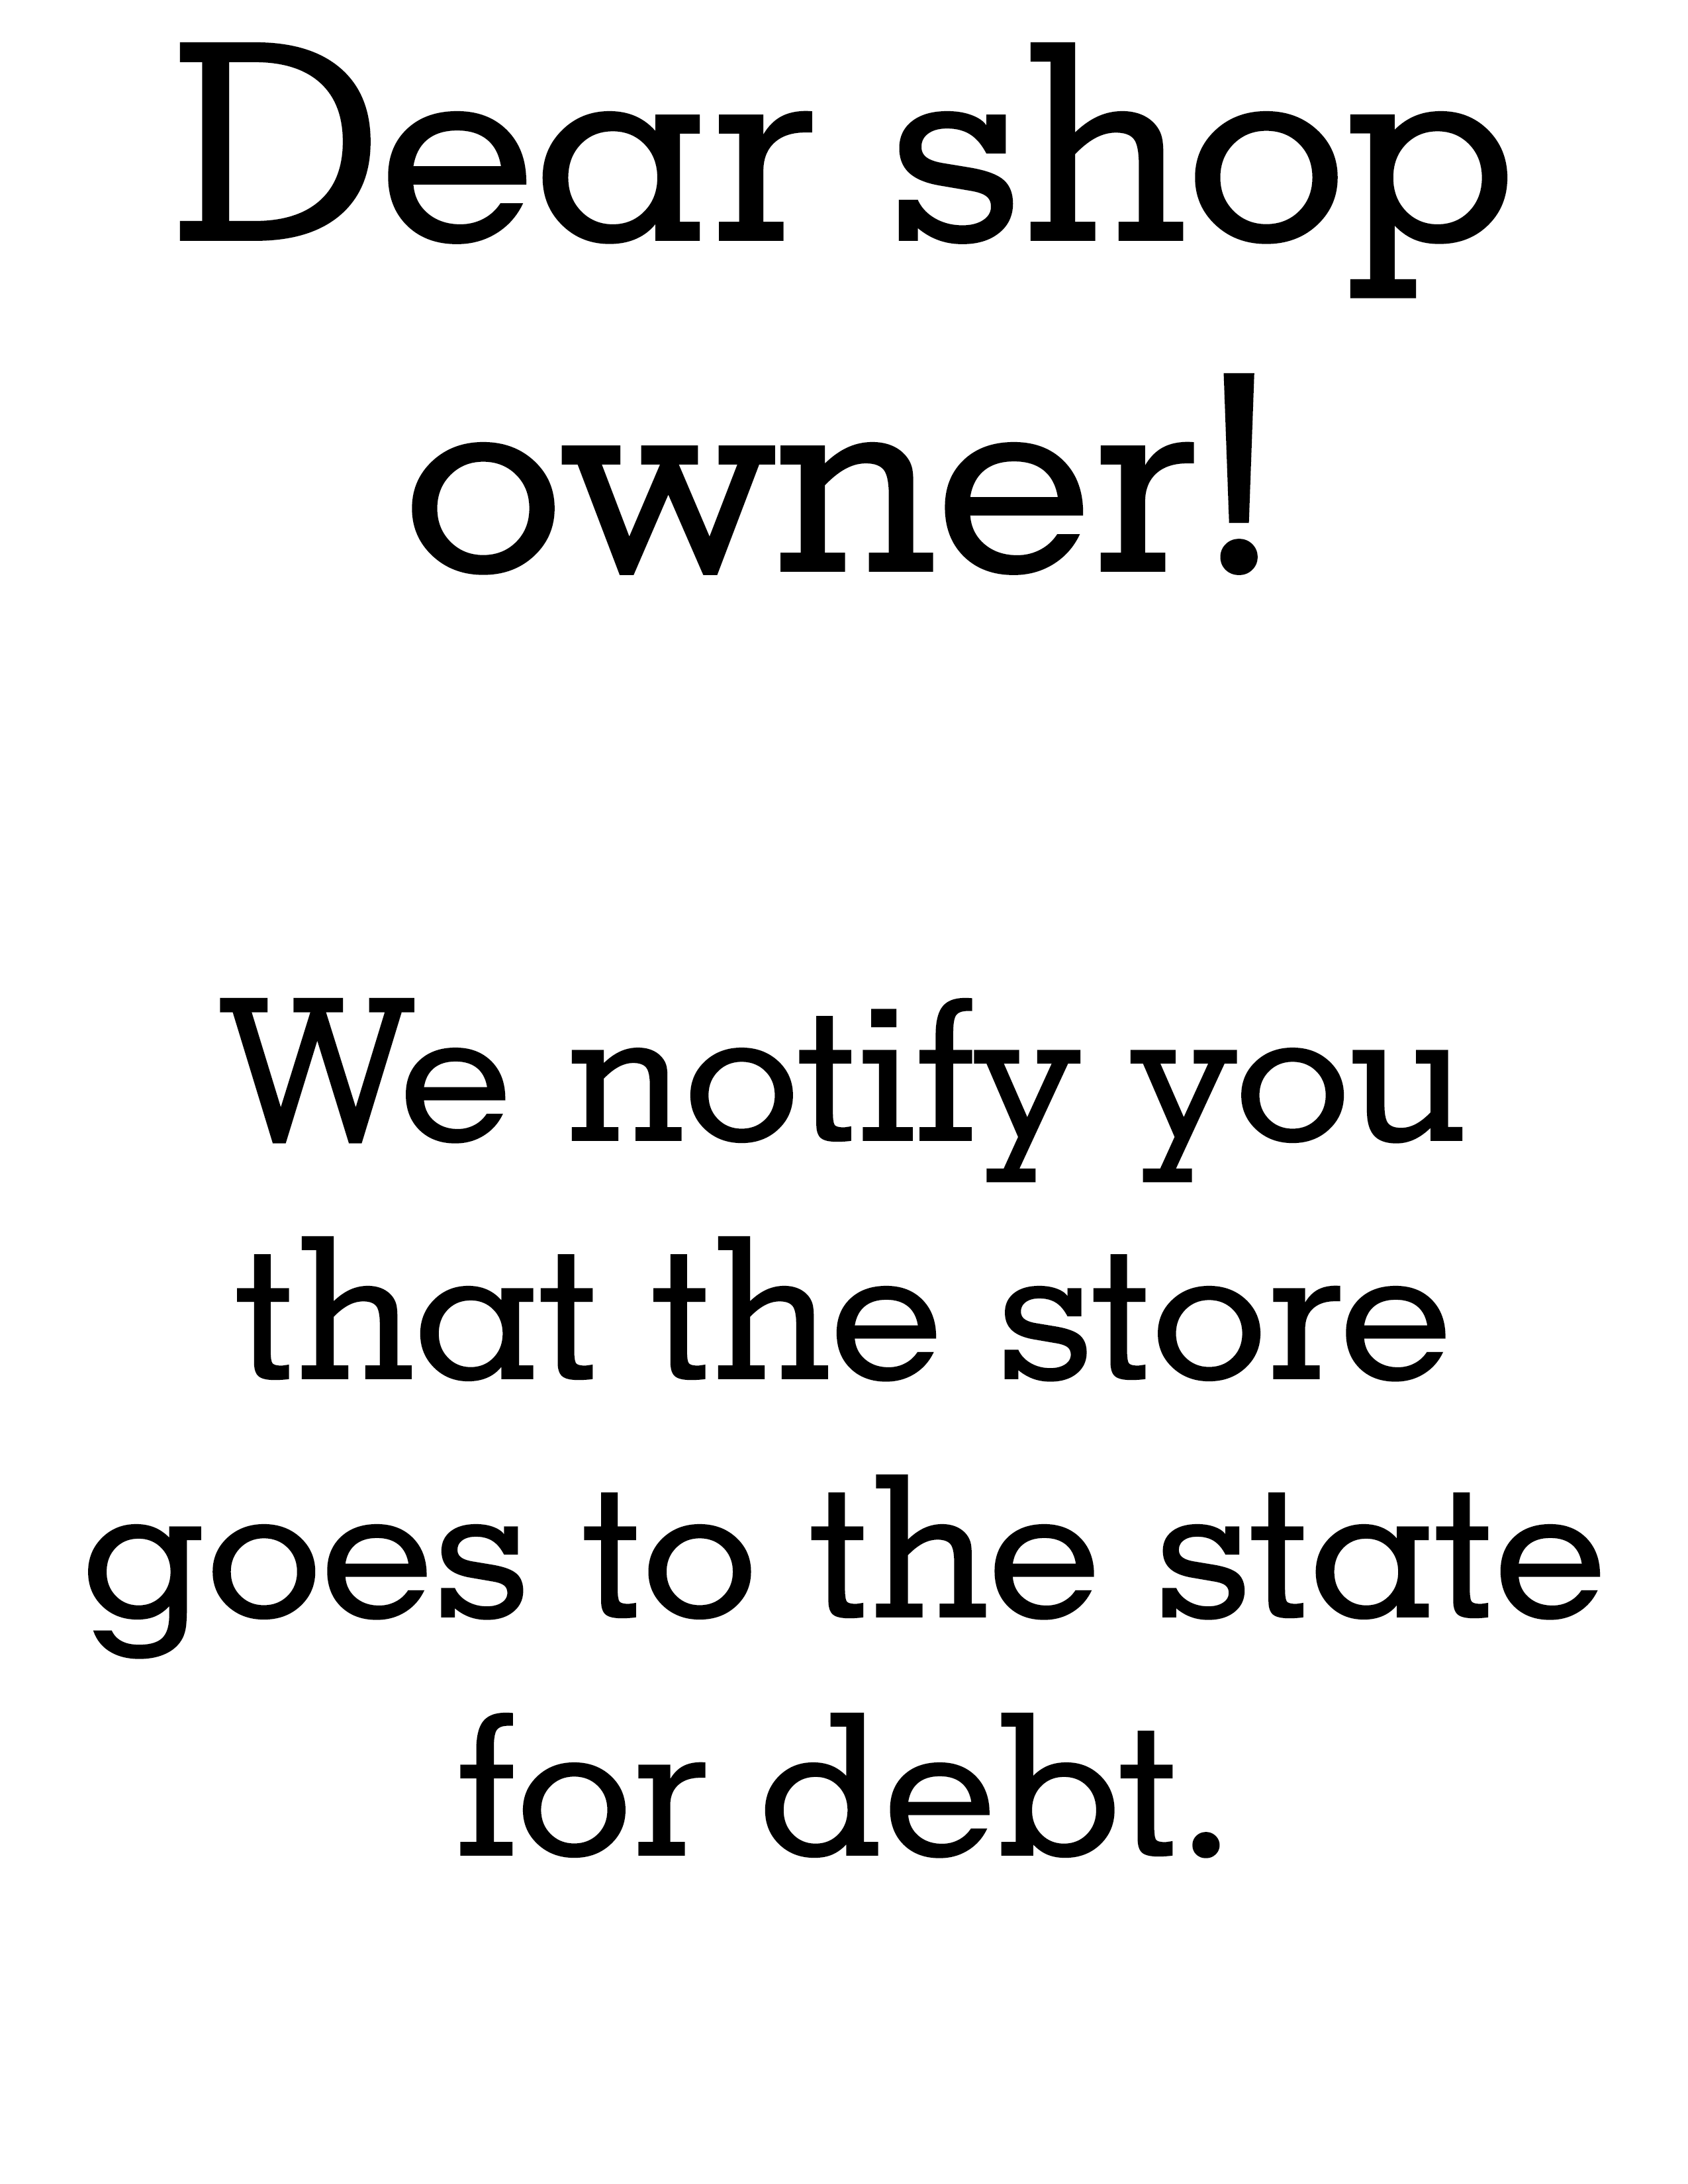 Dear shop
owner!
We notify you
that the store
goes to the state
for debt.